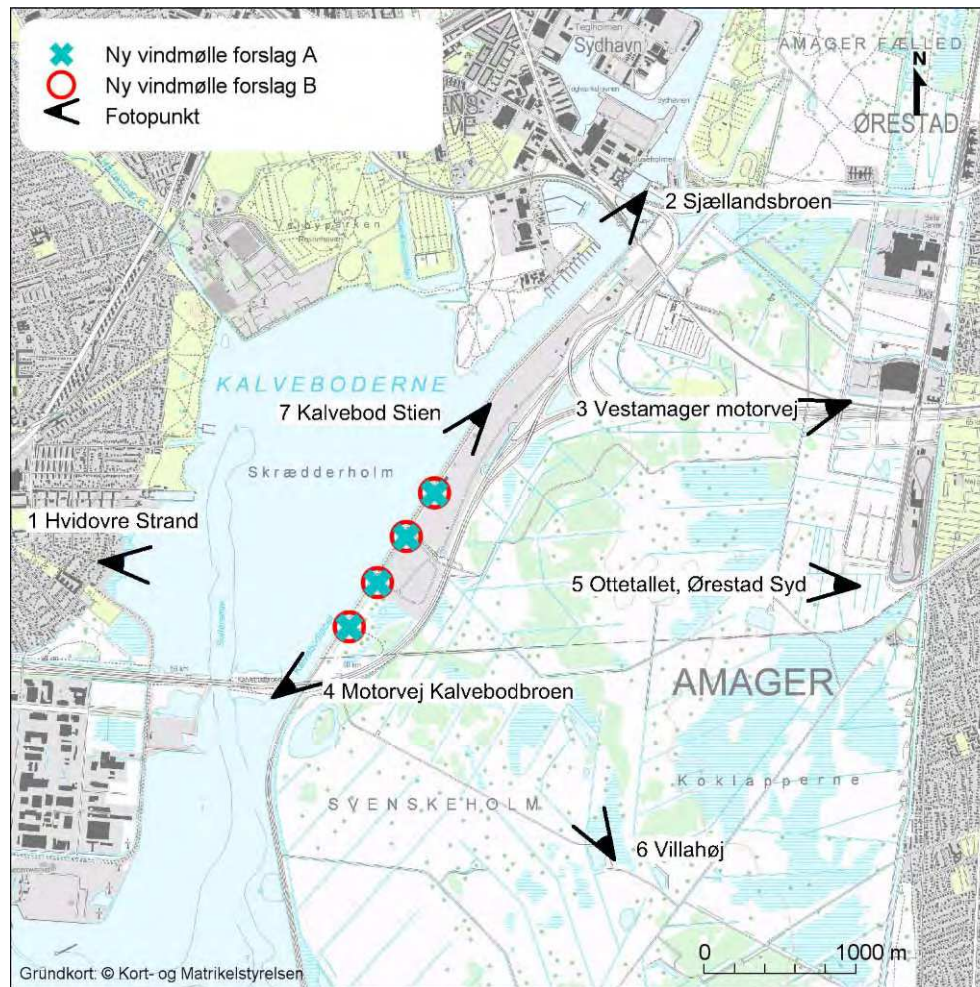 Ny vindmølle forslag A
Ny vindmølle forslag B
Fotopunkt
Teglholmen
Sydhavn
AMAGER FÆLLED
N
ØRESTAD
2 Sjællandsbroen
KALVEBODERNE
7 Kalvebod Stien
3 Vestamager motorvej
Skrædderholm
1 Hvidovre Strand
5 Ottetallet, Ørestad Syd
4 Motorvej Kalvebodbroen
AMAGER
Koklapperne
SVENSKEHOLM
6 Villahøj
0 1000 m
Gründkort: © Kort- og Matrikelstyrelsen